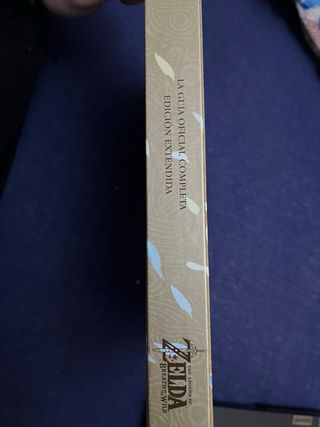 LA GUÍA OFICIAL COMPLETA
EDICIÓN EXTENDIDA
THE LEGEND OF
ZELDA
BREATH OF THE WILD